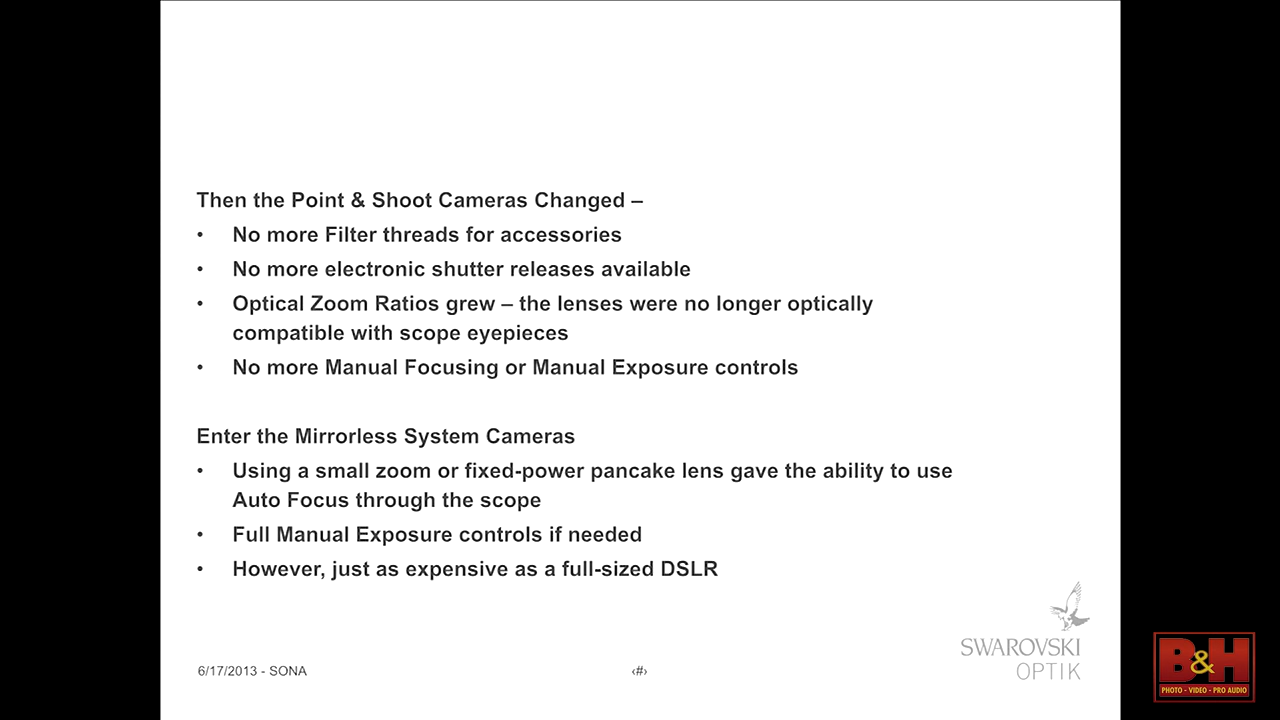 Then the Point & Shoot Cameras Changed –
• No more Filter threads for accessories
• No more electronic shutter releases available
• Optical Zoom Ratios grew – the lenses were no longer optically
compatible with scope eyepieces
• No more Manual Focusing or Manual Exposure controls
Enter the Mirrorless System Cameras
• Using a small zoom or fixed-power pancake lens gave the ability to use
Auto Focus through the scope
• Full Manual Exposure controls if needed
• However, just as expensive as a full-sized DSLR
6/17/2013 - SONA
‹#›
SWAROVSKI
OPTIK
B&H
PHOTO - VIDEO - PRO AUDIO